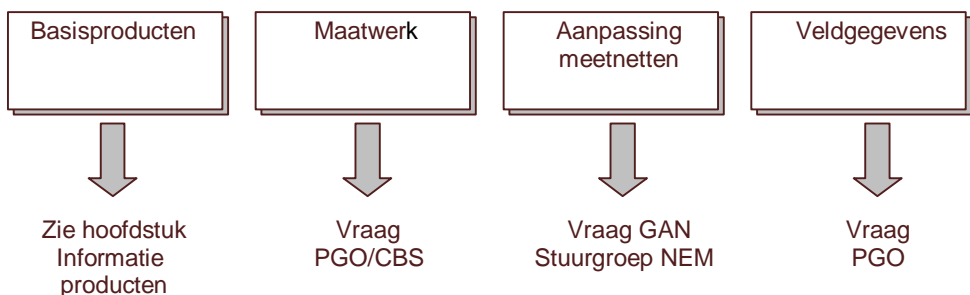 Basisproducten
Maatwerk
Aanpassing
meetnetten
Veldgegevens
Zie hoofdstuk
Informatie
producten
Vraag
PGO/CBS
Vraag GAN
Stuurgroep NEM
Vraag
PGO